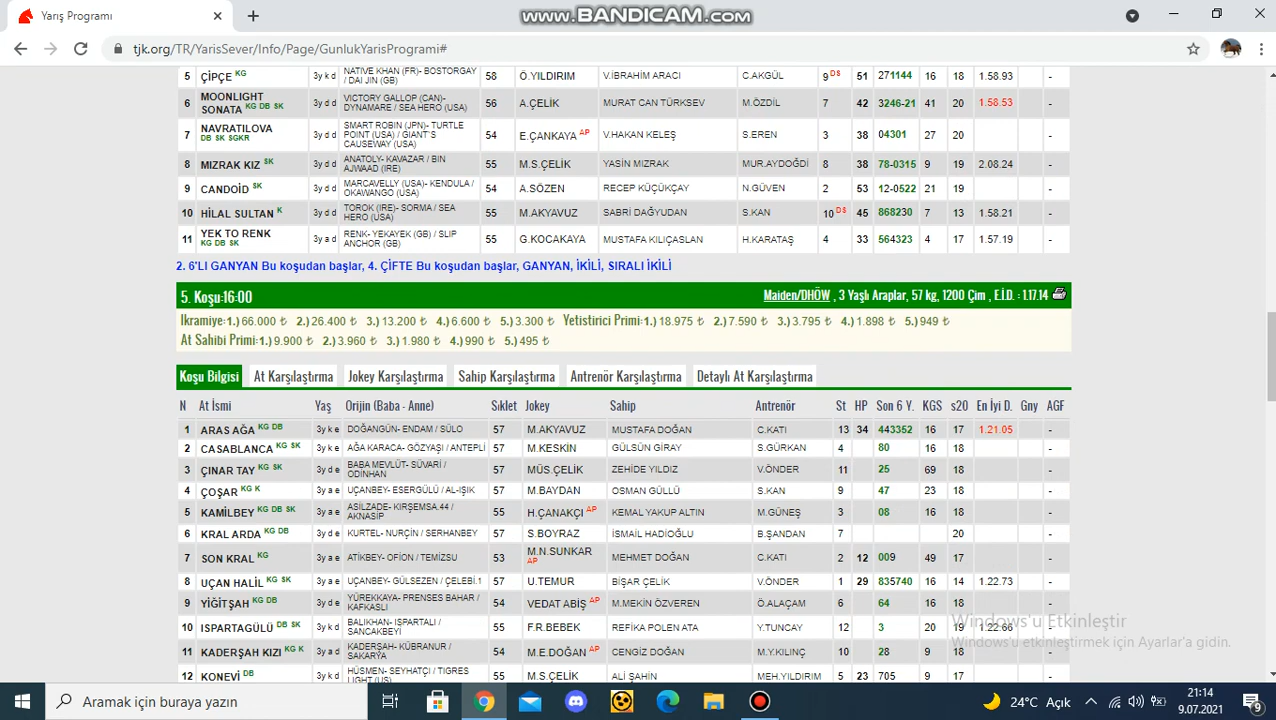 Yarış Programı
www.BANDICAM.com
tjk.org/TR/YarisSever/Info/Page/GunlukYarisProgrami#
5 ÇİPÇE KG 3y k d NATIVE KHAN (FR)- BOSTORGAY / DAI JIN (GB) 58 Ö.YILDIRIM V.İBRAHİM ARACI C.AKGÜL 9 DS 51 271144 16 18 1.58.93 -
6 MOONLIGHT SONATA KG DB SK 3y d d VICTORY GALLOP (CAN)- DYNAMARE / SEA HERO (USA) 56 A.ÇELİK MURAT CAN TÜRKSEV M.ÖZDİL 7 42 3246-21 41 20 1.58.53 -
7 NAVRATILOVA DB SK SGKR 3y d d SMART ROBIN (JPN)- TURTLE POINT (USA) / GIANT'S CAUSEWAY (USA) 54 E.ÇANKAYA AP V.HAKAN KELEŞ S.EREN 3 38 04301 27 20 -
8 MIZRAK KIZ SK 3y d d ANATOLY- KAVAZAR / BIN AJWAAD (IRE) 55 M.S.ÇELİK YASİN MIZRAK MUR.AYDOĞDİ 8 38 78-0315 9 19 2.08.24 -
9 CANDOİD SK 3y d d MARCAVELLY (USA)- KENDULA / OKAWANGO (USA) 54 A.SÖZEN RECEP KÜÇÜKÇAY N.GÜVEN 2 53 12-0522 21 19 -
10 HİLAL SULTAN K 3y d d TOROK (IRE)- SORMA / SEA HERO (USA) 55 M.AKYAVUZ SABRİ DAĞYUDAN S.KAN 10 DS 45 868230 7 13 1.58.21 -
11 YEK TO RENK KG DB SK 3y a d RENK- YEKAYEK (GB) / SLIP ANCHOR (GB) 55 G.KOCAKAYA MUSTAFA KILIÇASLAN H.KARATAŞ 4 33 564323 4 17 1.57.19 -
2. 6'LI GANYAN Bu koşudan başlar, 4. ÇİFTE Bu koşudan başlar, GANYAN, İKİLİ, SIRALI İKİLİ
5. Koşu:16:00 Maiden/DHÖW , 3 Yaşlı Araplar, 57 kg, 1200 Çim , E.İ.D. : 1.17.14
Ikramiye:1.) 66.000 ₺ 2.) 26.400 ₺ 3.) 13.200 ₺ 4.) 6.600 ₺ 5.) 3.300 ₺ Yetistirici Primi:1.) 18.975 ₺ 2.) 7.590 ₺ 3.) 3.795 ₺ 4.) 1.898 ₺ 5.) 949 ₺
At Sahibi Primi:1.) 9.900 ₺ 2.) 3.960 ₺ 3.) 1.980 ₺ 4.) 990 ₺ 5.) 495 ₺
Koşu Bilgisi At Karşılaştırma Jokey Karşılaştırma Sahip Karşılaştırma Antrenör Karşılaştırma Detaylı At Karşılaştırma
N At İsmi Yaş Orijin (Baba - Anne) Sıklet Jokey Sahip Antrenör St HP Son 6 Y. KGS s20 En İyi D. Gny AGF
1 ARAS AĞA KG DB 3y k e DOĞANGÜN- ENDAM / SÜLO 57 M.AKYAVUZ MUSTAFA DOĞAN C.KATI 13 34 443352 16 17 1.21.05 -
2 CASABLANCA KG SK 3y k e AĞA KARACA- GÖZYAŞI / ANTEPLİ 57 M.KESKİN GÜLSÜN GİRAY S.GÜRKAN 4 80 16 18 -
3 ÇINAR TAY KG SK 3y d e BABA MEVLÜT- SÜVARİ / ODİNHAN 57 MÜS.ÇELİK ZEHİDE YILDIZ V.ÖNDER 11 25 69 18 -
4 ÇOŞAR KG K 3y a e UÇANBEY- ESERGÜLÜ / AL-IŞIK 57 M.BAYDAN OSMAN GÜLLÜ S.KAN 9 47 23 18 -
5 KAMİLBEY KG DB SK 3y a e ASİLZADE- KIRŞEMSA.44 / AKNASIP 55 H.ÇANAKÇI AP KEMAL YAKUP ALTIN M.GÜNEŞ 3 08 16 18 -
6 KRAL ARDA KG DB 3y d e KURTEL- NURÇİN / SERHANBEY 57 S.BOYRAZ İSMAİL HADİOĞLU B.ŞANDAN 7 20 -
7 SON KRAL KG 3y a e ATİKBEY- OFİON / TEMİZSU 53 M.N.SUNKAR AP MEHMET DOĞAN C.KATI 2 12 009 49 17 -
8 UÇAN HALİL KG SK 3y a e UÇANBEY- GÜLSEZEN / ÇELEBİ.1 57 U.TEMUR BİŞAR ÇELİK V.ÖNDER 1 29 835740 16 14 1.22.73 -
9 YİĞİTŞAH KG DB 3y d e YÜREKKAYA- PRENSES BAHAR / KAFKASLI 54 VEDAT ABİŞ AP M.MEKİN ÖZVEREN Ö.ALAÇAM 6 64 16 18 -
10 ISPARTAGÜLÜ DB SK 3y d d BALIKHAN- ISPARTALI / SANCAKBEYİ 55 F.R.BEBEK REFİKA POLEN ATA Y.TUNCAY 12 3 20 19 1.22.66 -
11 KADERŞAH KIZI KG K 3y a d KADERŞAH- KÜBRANUR / SAKARYA 54 M.E.DOĞAN AP CENGİZ DOĞAN M.Y.KILINÇ 10 28 9 18 -
12 KONEVİ DB HÜSMEN- SEYHATÇI / TIGRES LIGHT (US) 55 M.S.ÇELİK ALİ ŞAHİN MEH.YILDIRIM 5 23 705 9 17
Windows'u Etkinleştir
Windows'u etkinleştirmek için Ayarlar'a gidin.
Aramak için buraya yazın
24°C Açık
21:14
9.07.2021
9